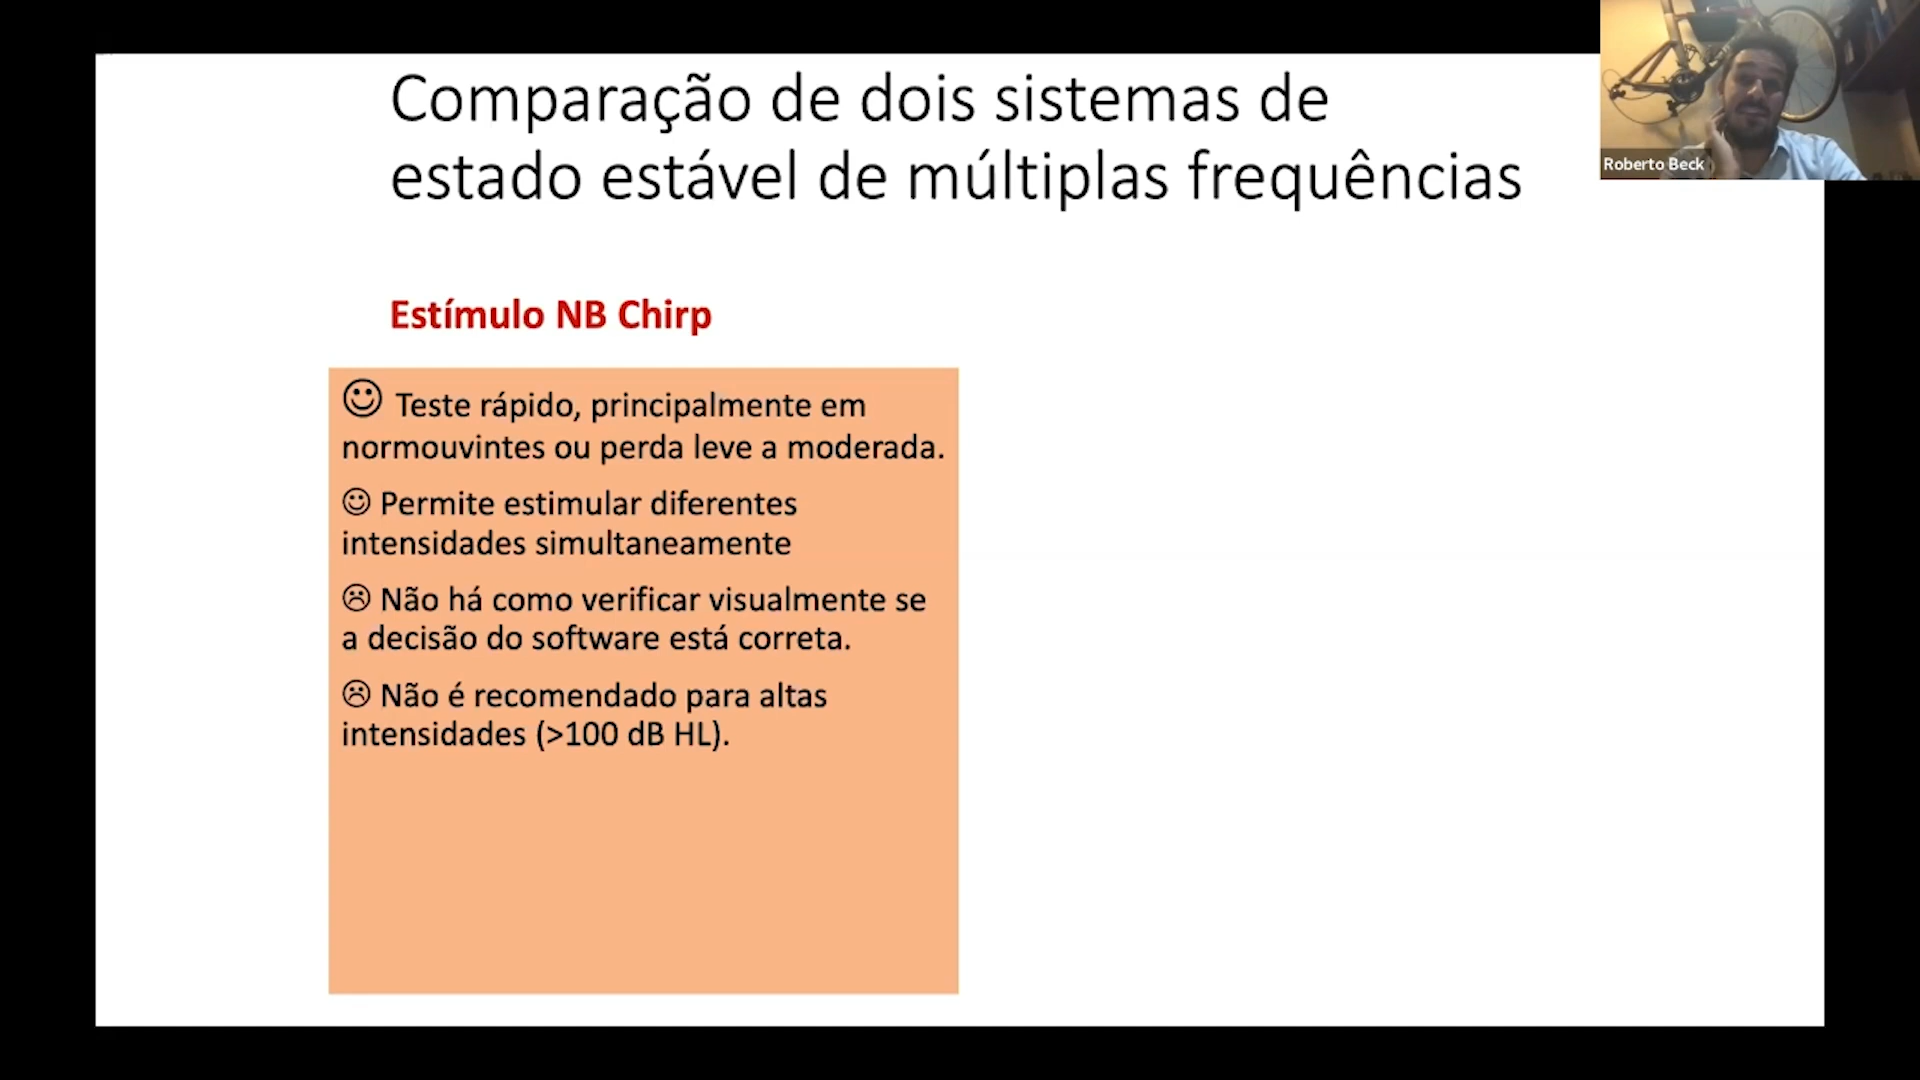 Comparação de dois sistemas de
estado estável de múltiplas frequências
Roberto Beck
Estímulo NB Chirp
☺ Teste rápido, principalmente em
normouvintes ou perda leve a moderada.
☺ Permite estimular diferentes
intensidades simultaneamente
☹ Não há como verificar visualmente se
a decisão do software está correta.
☹ Não é recomendado para altas
intensidades (>100 dB HL).